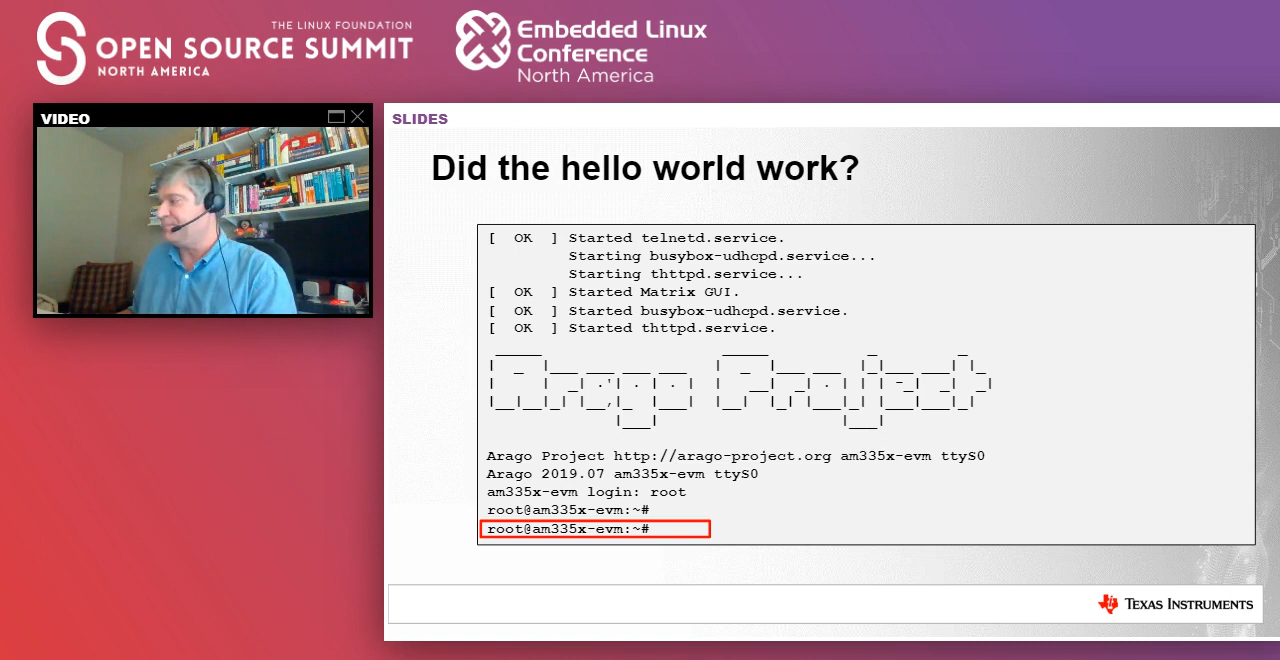 THE LINUX FOUNDATION
OPEN SOURCE SUMMIT
NORTH AMERICA
Embedded Linux
Conference
North America
VIDEO
SLIDES
Did the hello world work?
[  OK  ] Started telnetd.service.
Starting busybox-udhcpd.service...
Starting thttpd.service...
[  OK  ] Started Matrix GUI.
[  OK  ] Started busybox-udhcpd.service.
[  OK  ] Started thttpd.service.
Arago Project
Arago Project http://arago-project.org am335x-evm ttyS0
Arago 2019.07 am335x-evm ttyS0
am335x-evm login: root
root@am335x-evm:~#
root@am335x-evm:~#
TEXAS INSTRUMENTS